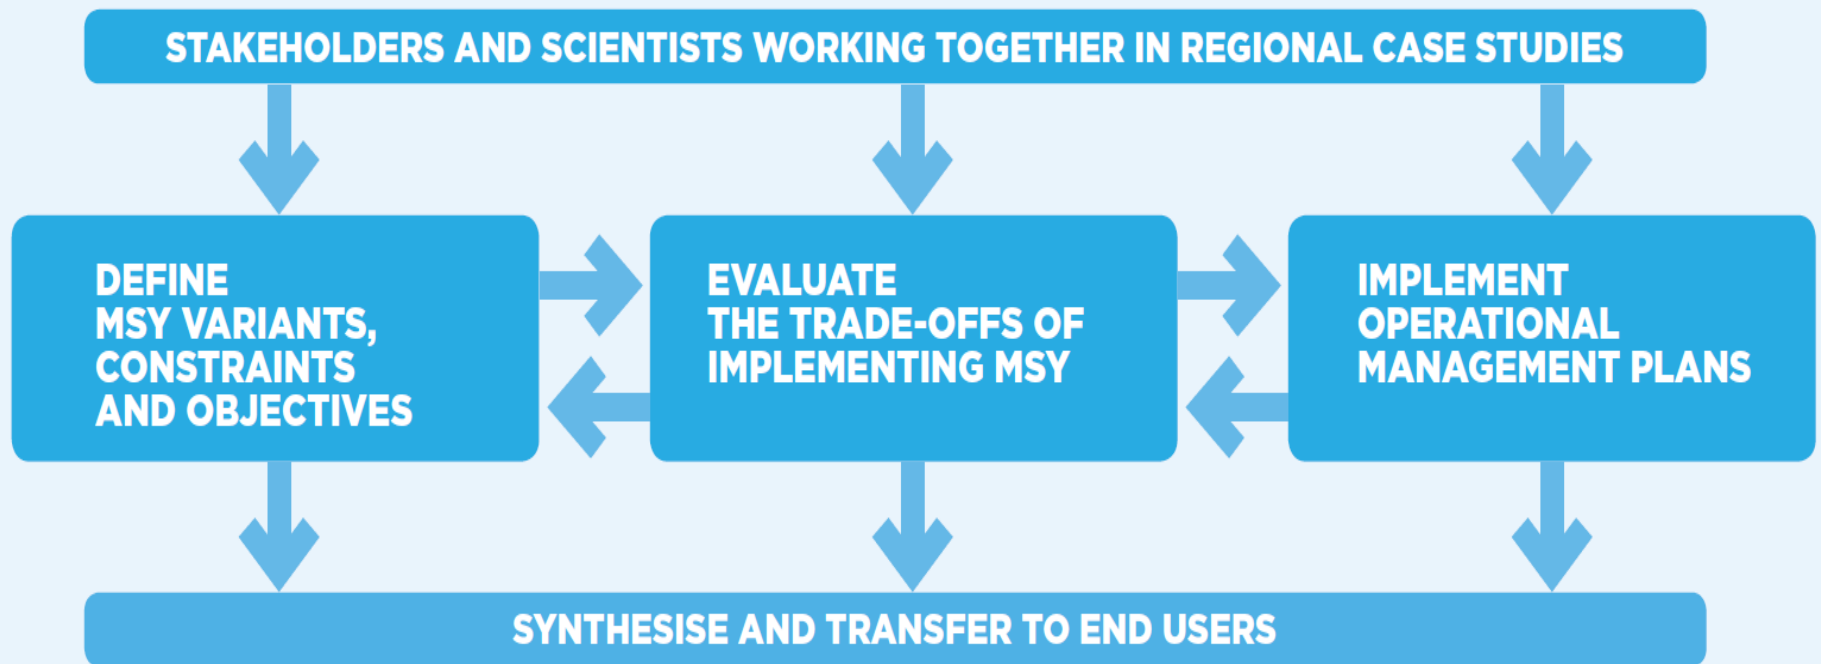 STAKEHOLDERS AND SCIENTISTS WORKING TOGETHER IN REGIONAL CASE STUDIES
DEFINE
MSY VARIANTS,
CONSTRAINTS
AND OBJECTIVES
EVALUATE
THE TRADE-OFFS OF
IMPLEMENTING MSY
IMPLEMENT
OPERATIONAL
MANAGEMENT PLANS
SYNTHESISE AND TRANSFER TO END USERS